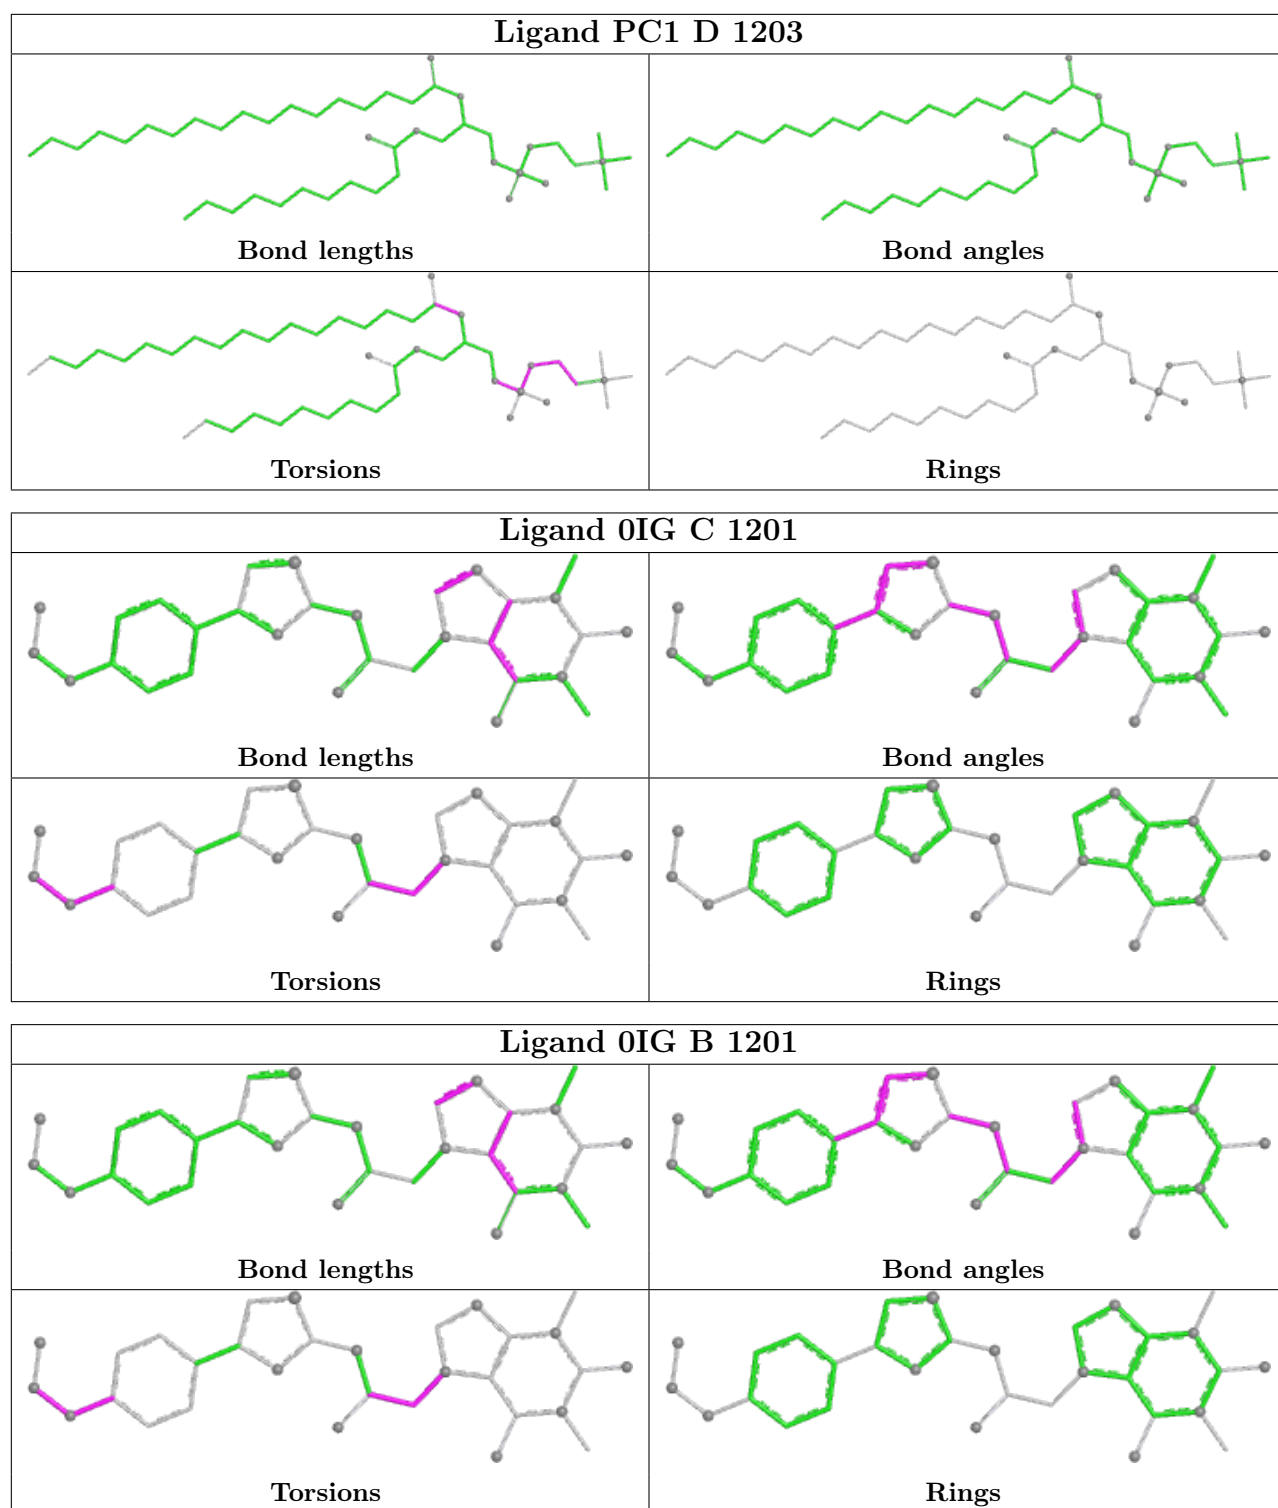 Ligand PC1 D 1203
Bond lengths Bond angles
Torsions Rings
Ligand 0IG C 1201
Bond lengths Bond angles
Torsions Rings
Ligand 0IG B 1201
Bond lengths Bond angles
Torsions Rings